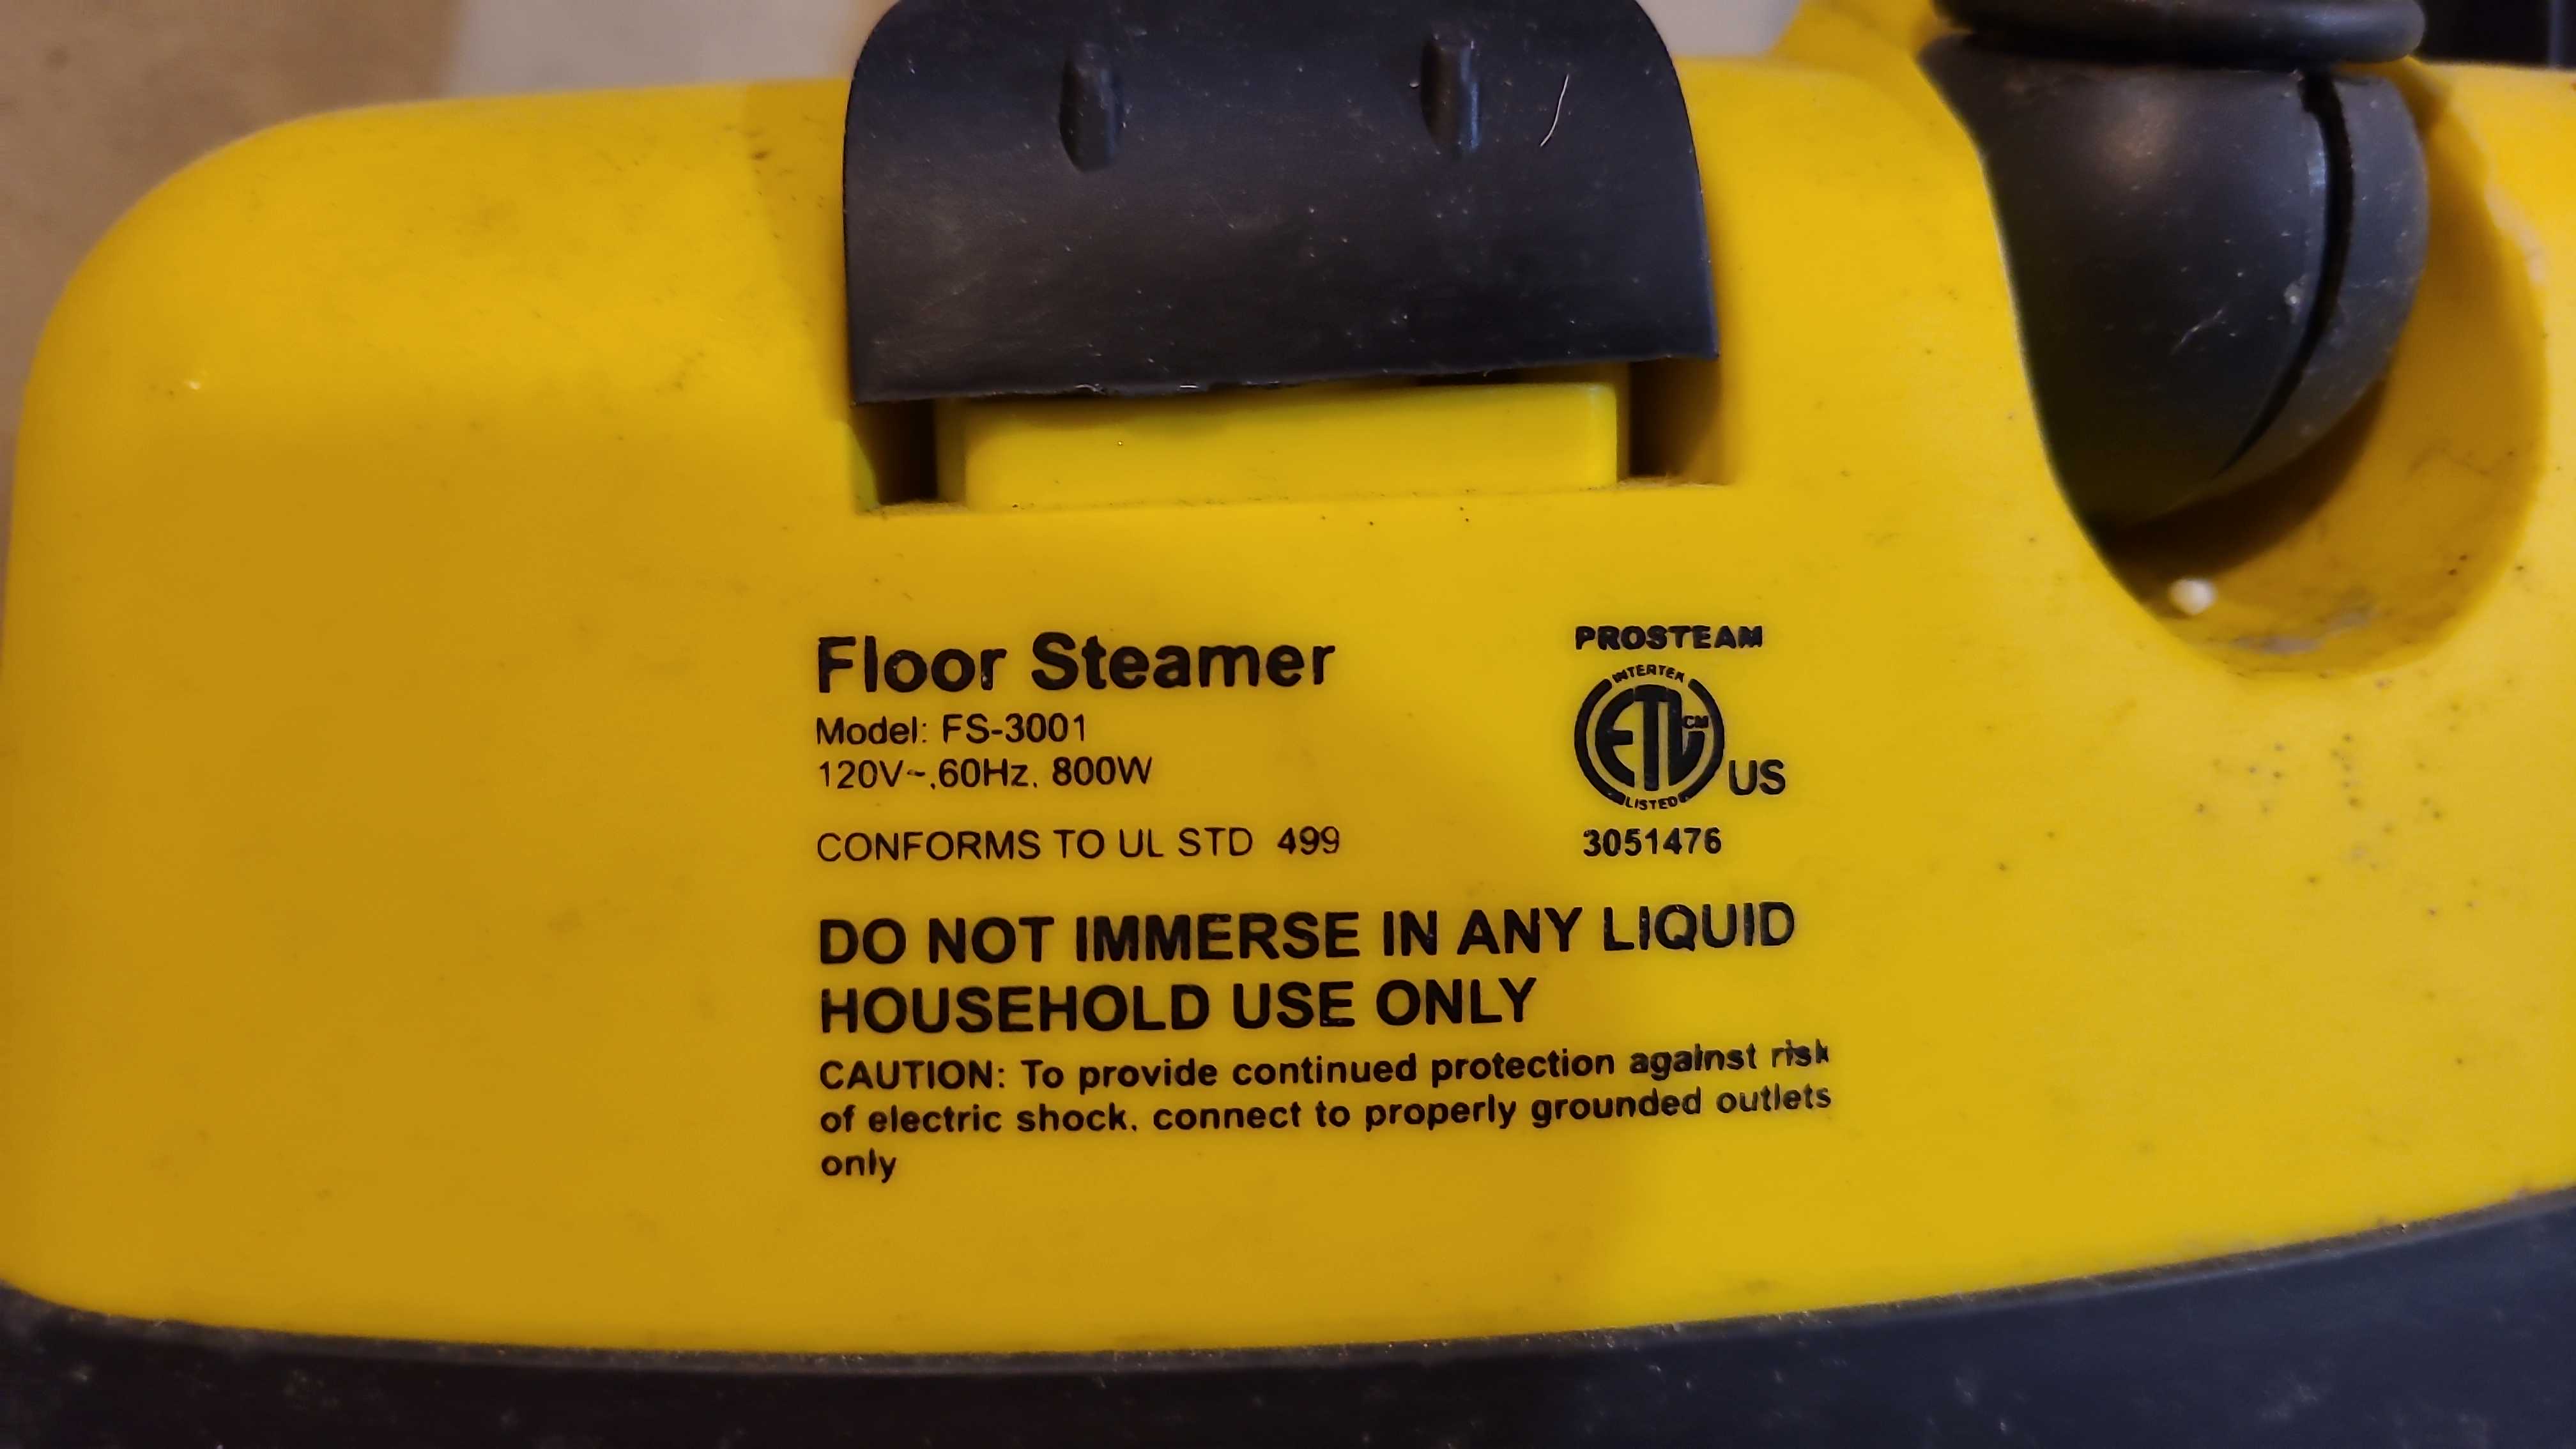 Floor Steamer
Model: FS-3001
120V~,60Hz, 800W
CONFORMS TO UL STD 499
PROSTEAM
INTERTEK
ETL CM
US
LISTED
3051476
DO NOT IMMERSE IN ANY LIQUID
HOUSEHOLD USE ONLY
CAUTION: To provide continued protection against risk
of electric shock, connect to properly grounded outlets
only